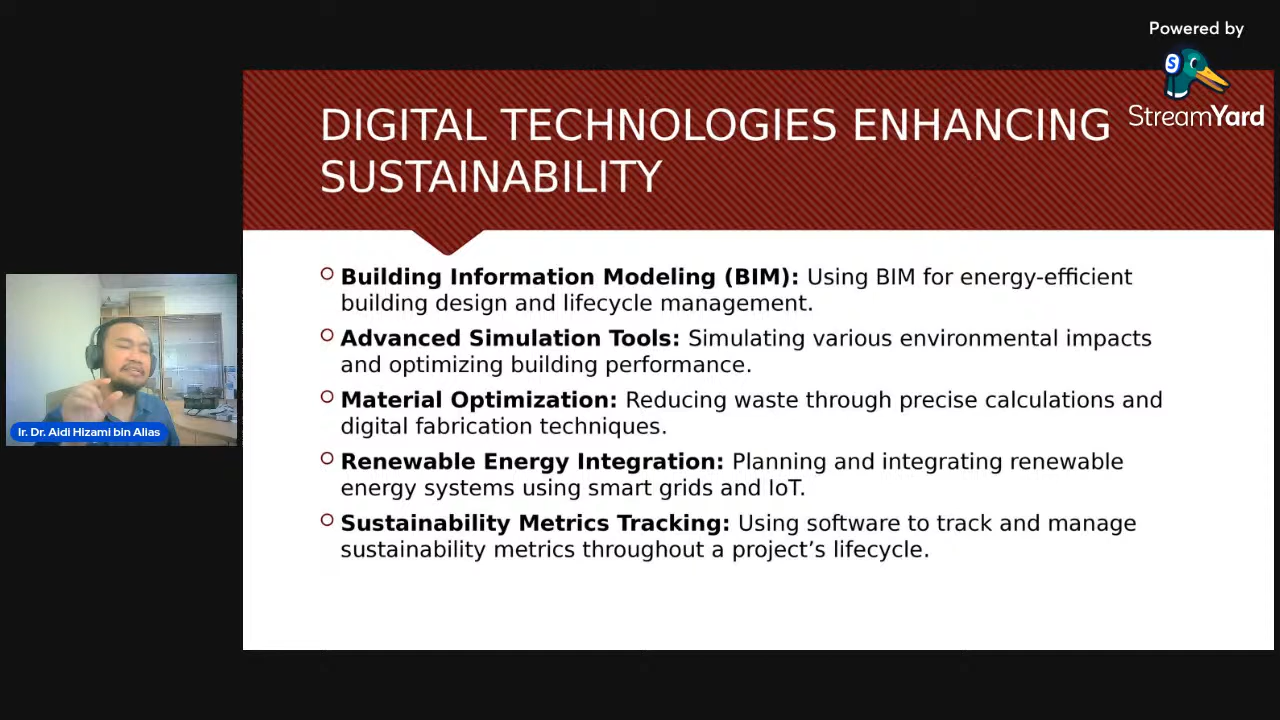 Powered by
S
StreamYard
DIGITAL TECHNOLOGIES ENHANCING
SUSTAINABILITY
Building Information Modeling (BIM): Using BIM for energy-efficient
building design and lifecycle management.
Advanced Simulation Tools: Simulating various environmental impacts
and optimizing building performance.
Material Optimization: Reducing waste through precise calculations and
digital fabrication techniques.
Renewable Energy Integration: Planning and integrating renewable
energy systems using smart grids and IoT.
Sustainability Metrics Tracking: Using software to track and manage
sustainability metrics throughout a project’s lifecycle.
Ir. Dr. Aidi Hizami bin Alias